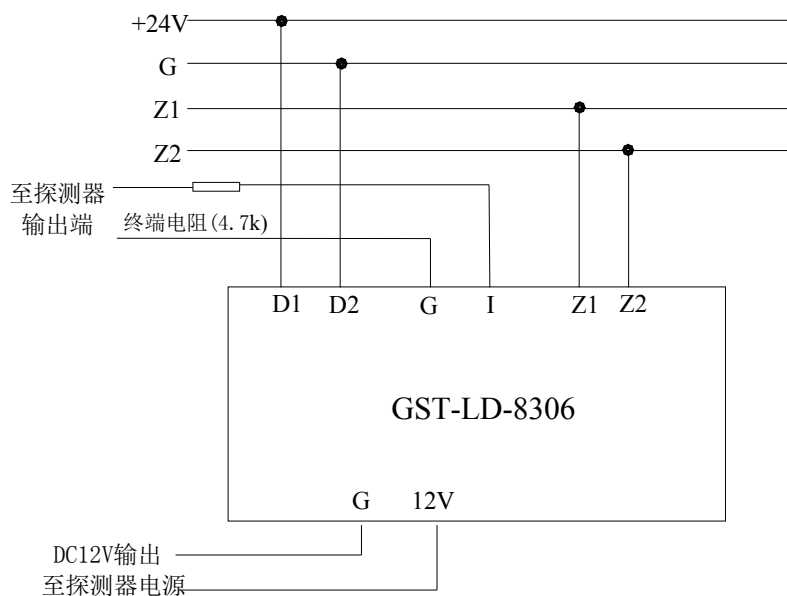 +24V
G
Z1
Z2
至探测器
输出端
终端电阻(4.7k)
D1 D2 G I Z1 Z2
GST-LD-8306
G 12V
DC12V输出
至探测器电源